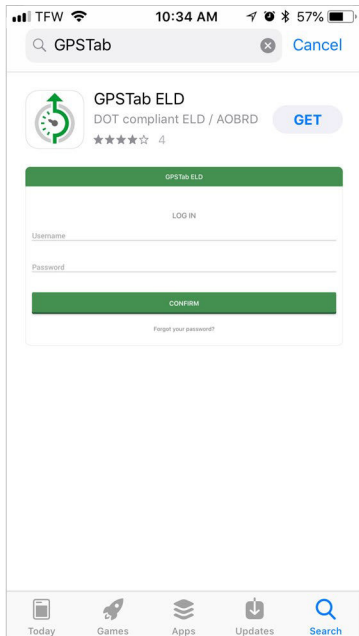 TFW 10:34 AM 57%
GPSTab Cancel
GPSTab ELD
DOT compliant ELD / AOBRD GET
4
GPSTab ELD
LOG IN
Username
Password
CONFIRM
Forgot your password?
Today Games Apps Updates Search